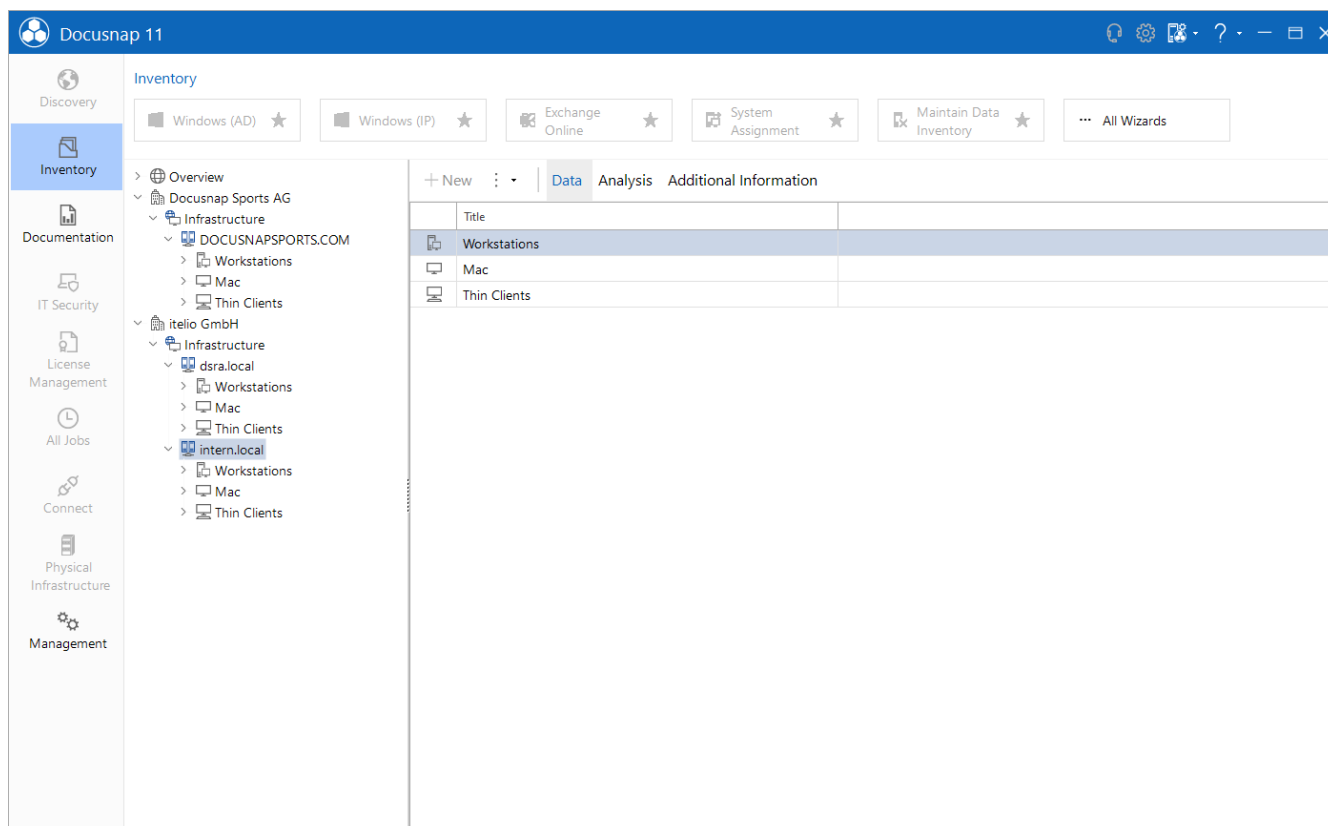 Docusnap 11
?
Discovery
Inventory
Documentation
IT Security
License
Management
All Jobs
Connect
Physical
Infrastructure
Management
Inventory
Windows (AD)
Windows (IP)
Exchange
Online
System
Assignment
Maintain Data
Inventory
All Wizards
Overview
Docusnap Sports AG
Infrastructure
DOCUSNAPSPORTS.COM
Workstations
Mac
Thin Clients
itelio GmbH
Infrastructure
dsra.local
Workstations
Mac
Thin Clients
intern.local
Workstations
Mac
Thin Clients
New Data Analysis Additional Information
Title
Workstations
Mac
Thin Clients